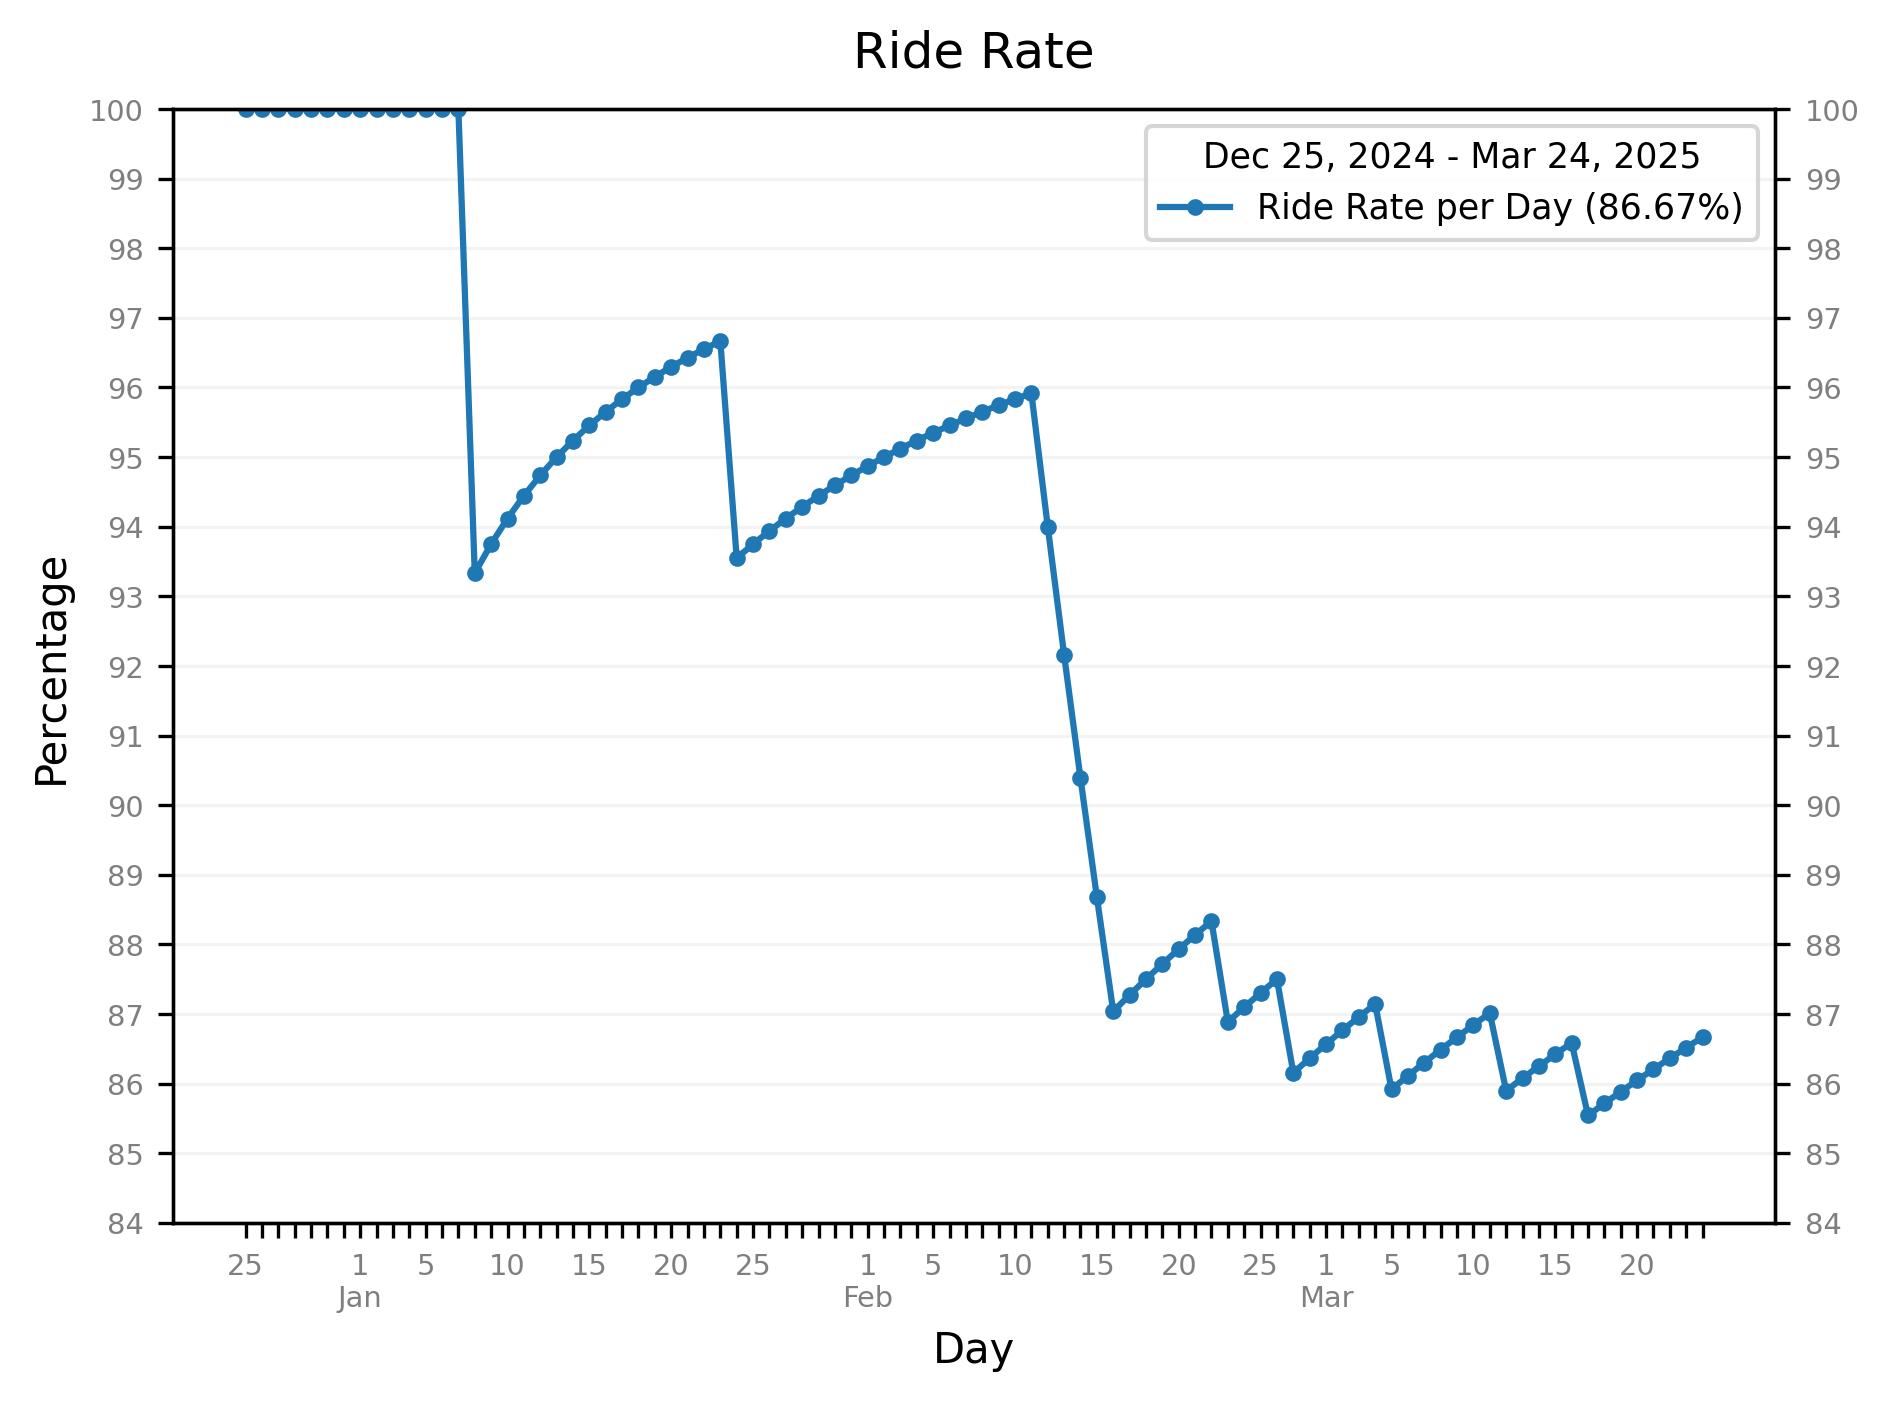 Ride Rate
Dec 25, 2024 - Mar 24, 2025
Ride Rate per Day (86.67%)
Percentage
100 100
99 99
98 98
97 97
96 96
95 95
94 94
93 93
92 92
91 91
90 90
89 89
88 88
87 87
86 86
85 85
84 84
25 1 5 10 15 20 25 1 5 10 15 20 25 1 5 10 15 20
Jan Feb Mar
Day